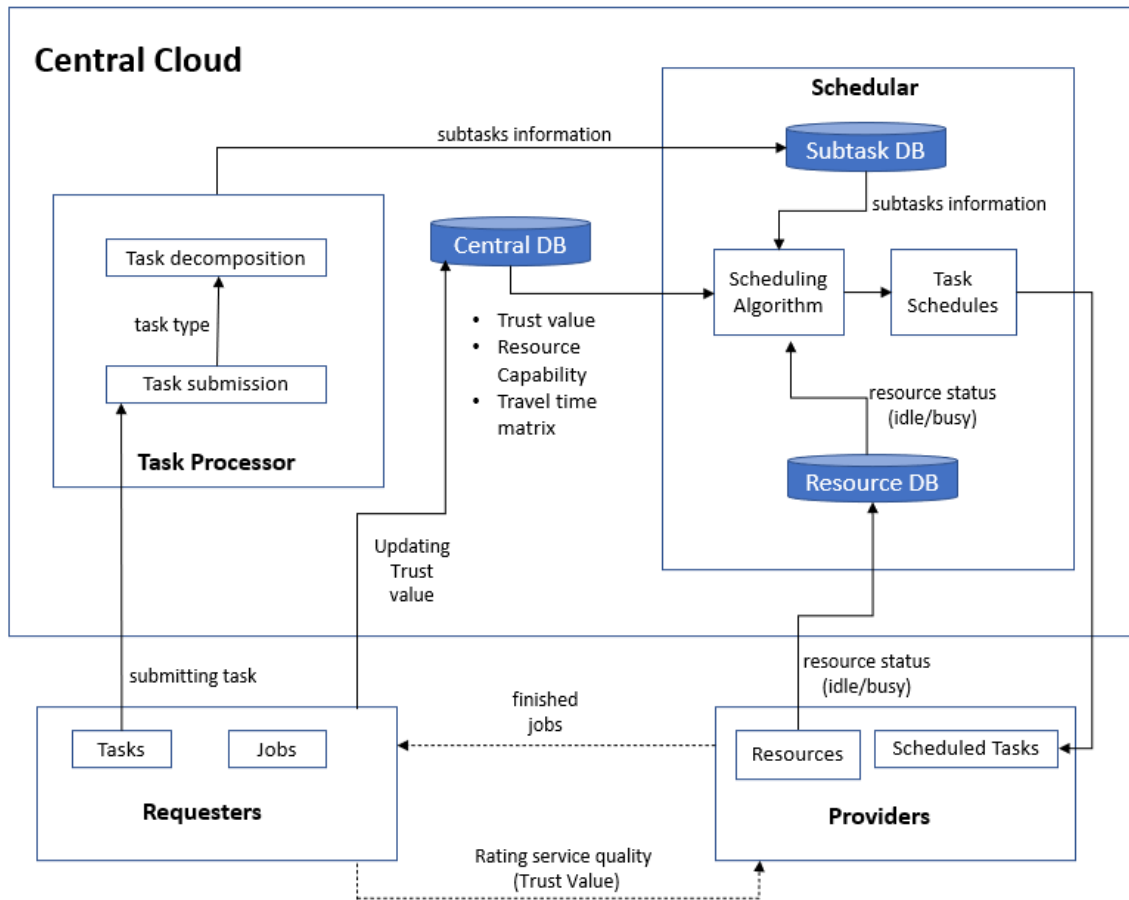 Central Cloud
Schedular
subtasks information
Subtask DB
subtasks information
Central DB
Task decomposition
Scheduling
Algorithm
Task
Schedules
task type
• Trust value
• Resource
Capability
• Travel time
matrix
Task submission
resource status
(idle/busy)
Task Processor
Resource DB
Updating
Trust
value
submitting task
resource status
(idle/busy)
finished
jobs
Tasks
Jobs
Resources
Scheduled Tasks
Requesters
Providers
Rating service quality
(Trust Value)